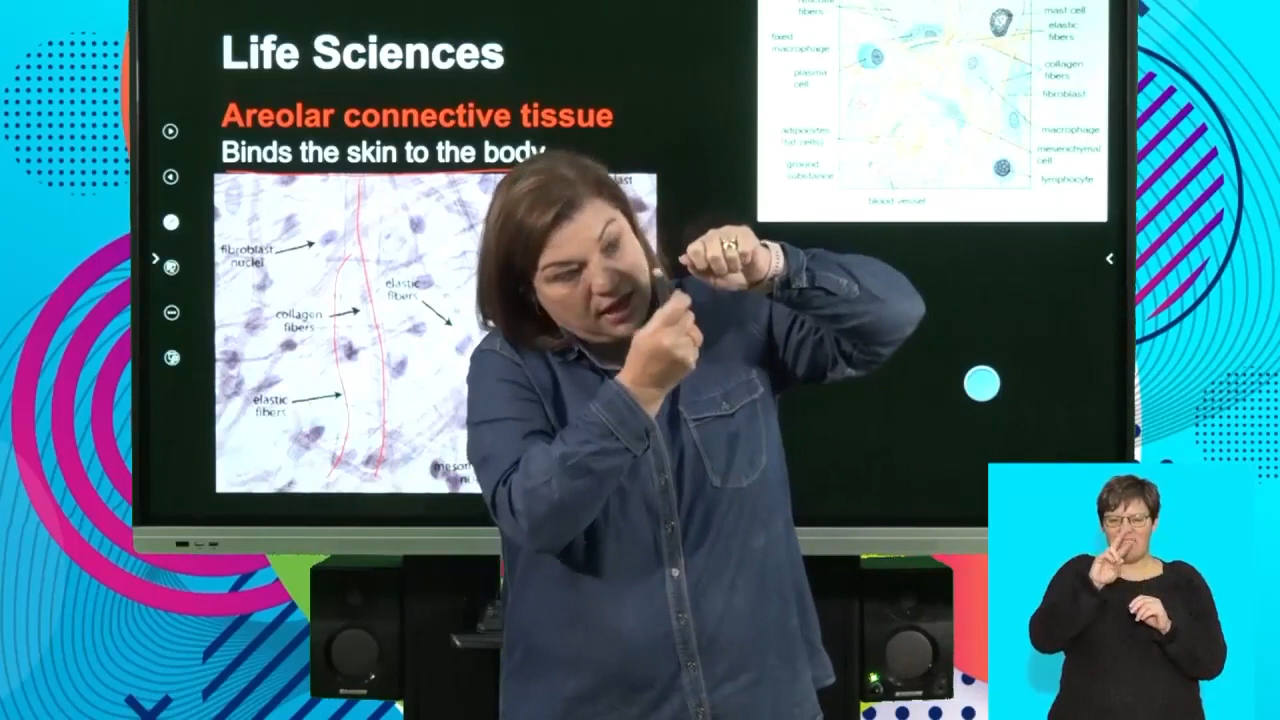 Life Sciences
Areolar connective tissue
Binds the skin to the body
fibroblast
nuclei
elastic
fibers
collagen
fibers
elastic
fibers
fibers
fixed
macrophage
plasma
cell
adipocytes
(fat cells)
ground
substance
blood vessel
mast cell
elastic
fibers
collagen
fibers
fibroblast
macrophage
mesenchymal
cell
lymphocyte